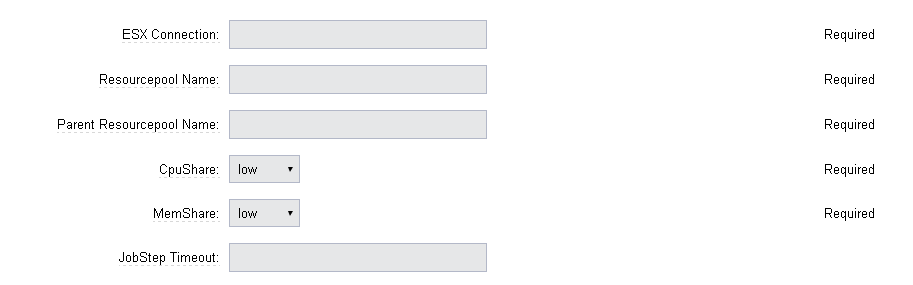 ESX Connection: Required
Resourcepool Name: Required
Parent Resourcepool Name: Required
CpuShare: low Required
MemShare: low Required
JobStep Timeout: